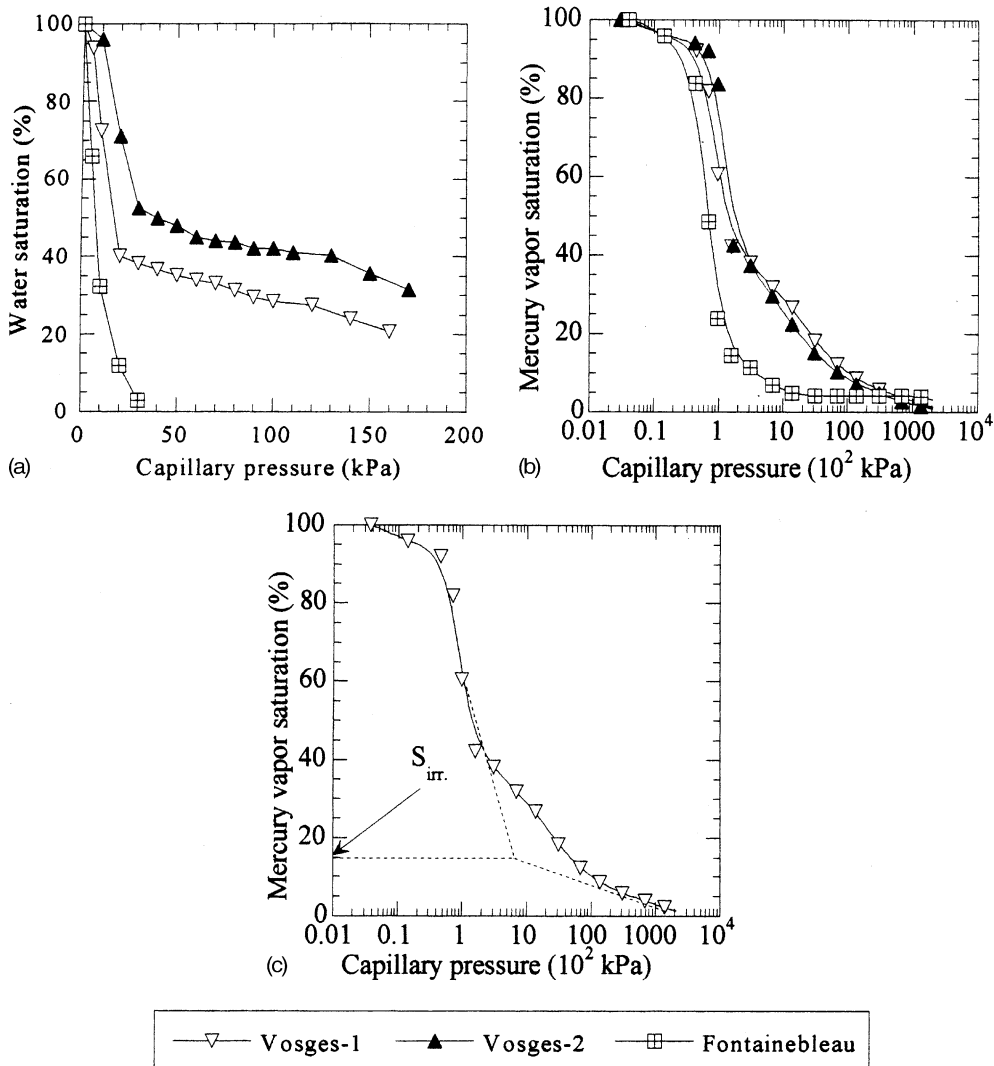 100
80
60
40
20
0
Water saturation (%)
0 50 100 150 200
Capillary pressure (kPa)
(a)
100
80
60
40
20
0
Mercury vapor saturation (%)
0.01 0.1 1 10 100 1000 10^4
Capillary pressure (10^2 kPa)
(b)
100
80
60
40
20
0
Mercury vapor saturation (%)
S_irr.
0.01 0.1 1 10 100 1000 10^4
Capillary pressure (10^2 kPa)
(c)
Vosges-1 Vosges-2 Fontainebleau